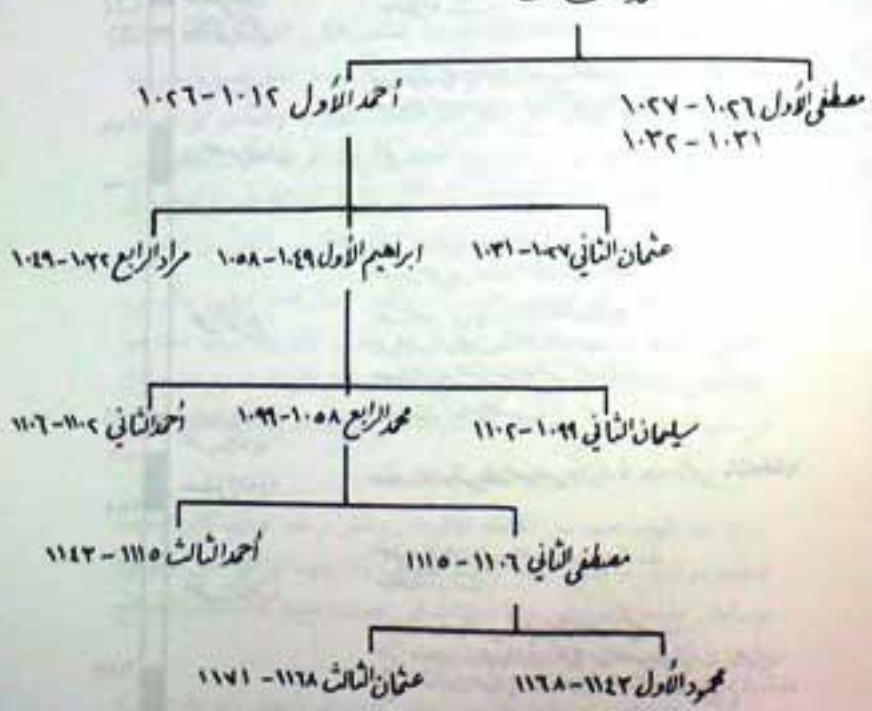 مصطفى الأول ١٠٢٦ - ١٠٢٧
١٠٣١ - ١٠٣٢
أحمد الأول ١٠١٢ - ١٠٢٦
عثمان الثاني ١٠٢٧ - ١٠٣١
ابراهيم الأول ١٠٤٩ - ١٠٥٨
مراد الرابع ١٠٣٢ - ١٠٤٩
سليمان الثاني ١٠٩٩ - ١١٠٢
محمد الرابع ١٠٥٨ - ١٠٩٩
أحمد الثاني ١١٠٢ - ١١٠٦
مصطفى الثاني ١١٠٦ - ١١١٥
أحمد الثالث ١١١٥ - ١١٤٣
محمود الأول ١١٤٣ - ١١٦٨
عثمان الثالث ١١٦٨ - ١١٧١